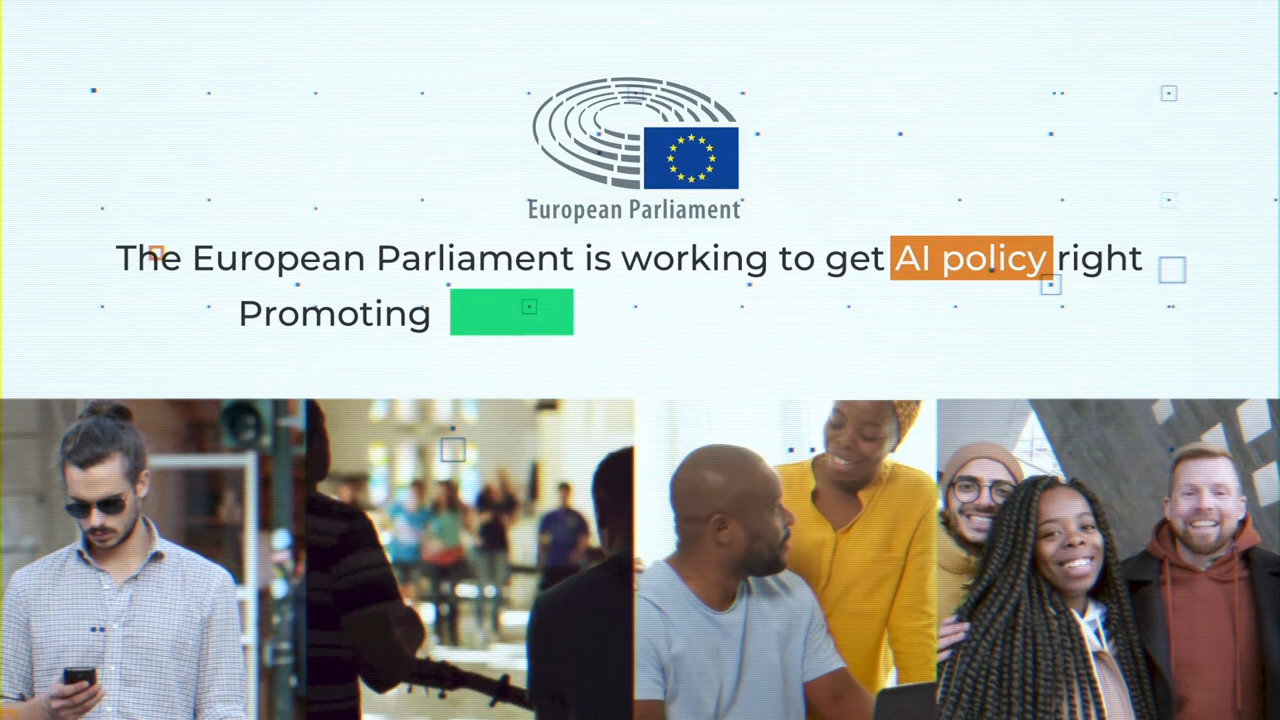 European Parliament
The European Parliament is working to get AI policy right
Promoting